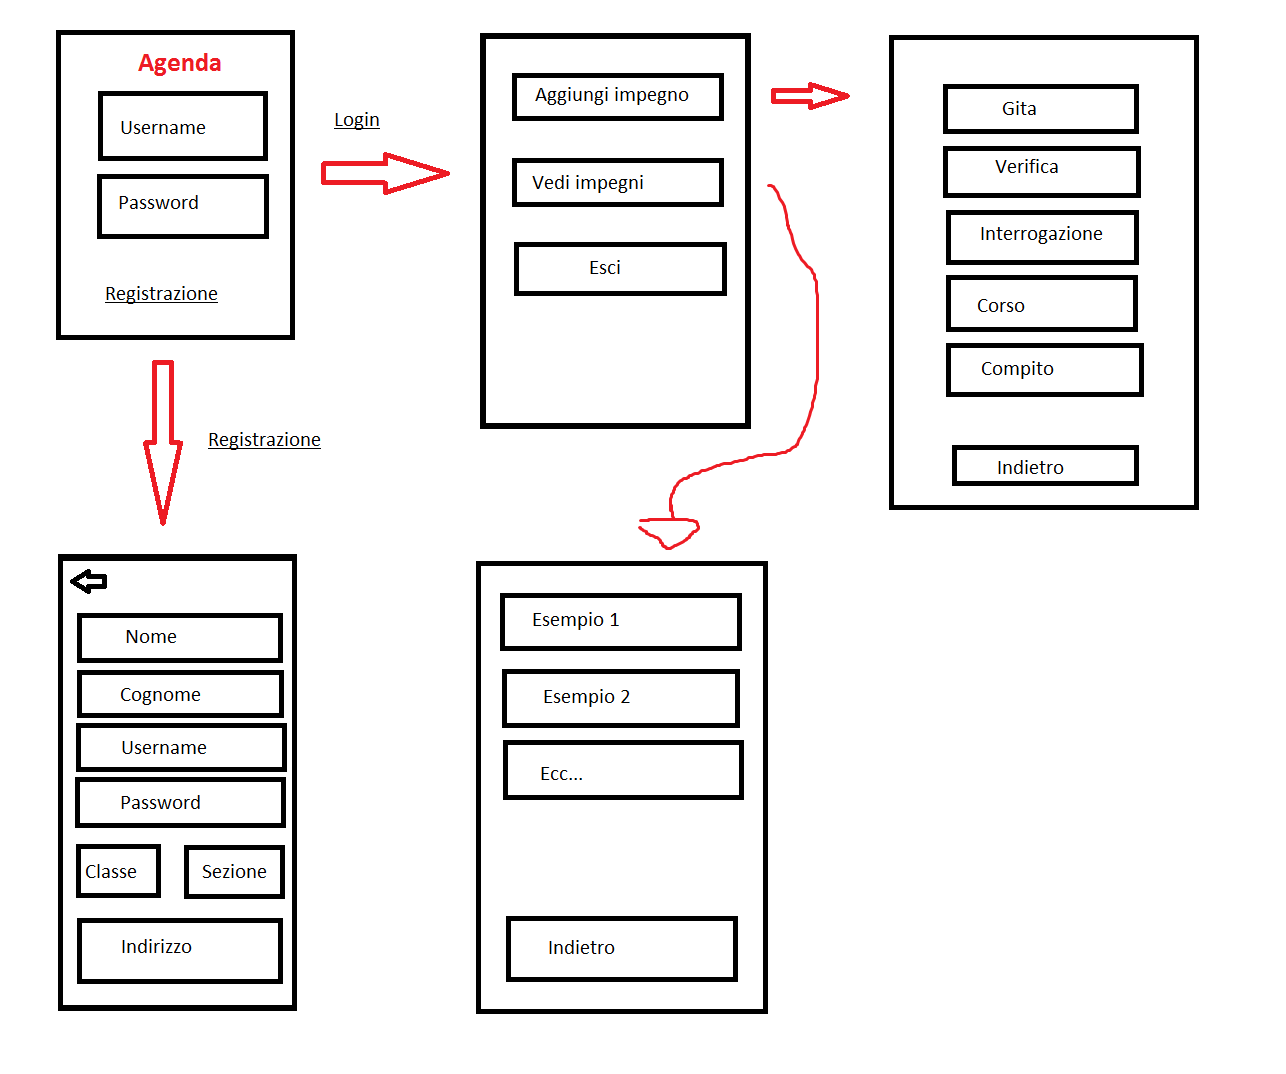 Agenda
Username
Password
Registrazione
Login
Aggiungi impegno
Vedi impegni
Esci
Gita
Verifica
Interrogazione
Corso
Compito
Indietro
Registrazione
Nome
Cognome
Username
Password
Classe
Sezione
Indirizzo
Esempio 1
Esempio 2
Ecc...
Indietro